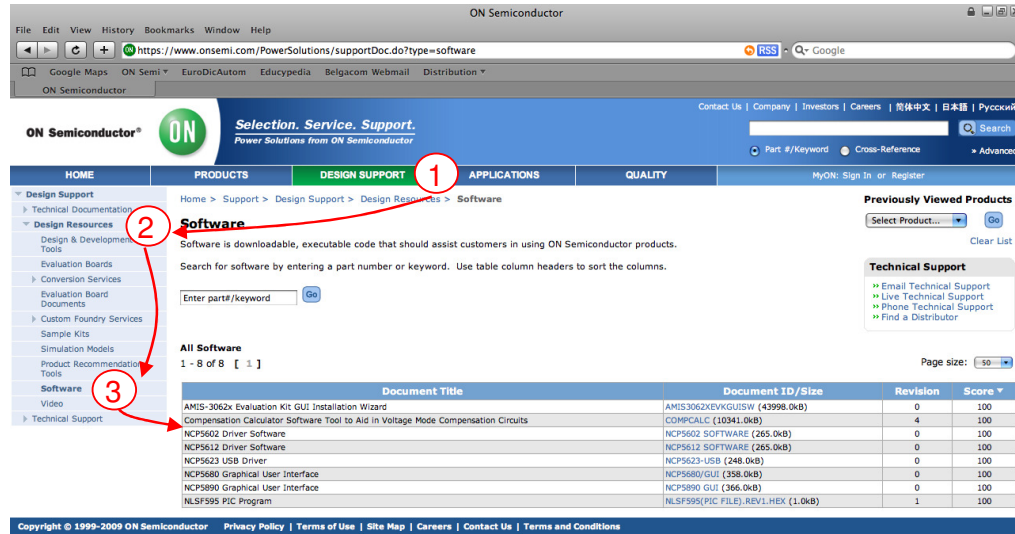 ON Semiconductor
File Edit View History Bookmarks Window Help
https://www.onsemi.com/PowerSolutions/supportDoc.do?type=software
RSS
Google
Google Maps ON Semi EuroDicAutom Educypedia Belgacom Webmail Distribution
ON Semiconductor
Contact Us | Company | Investors | Careers | 简体中文 | 日本語 | Русский
ON Semiconductor®
ON
Selection. Service. Support.
Power Solutions from ON Semiconductor
Search
Part #/Keyword Cross-Reference » Advanced
HOME PRODUCTS DESIGN SUPPORT APPLICATIONS QUALITY MyON: Sign In or Register
1
2
3
Design Support
Technical Documentation
Design Resources
Design & Development
Tools
Evaluation Boards
Conversion Services
Evaluation Board
Documents
Custom Foundry Services
Sample Kits
Simulation Models
Product Recommendation
Tools
Software
Video
Technical Support
Home > Support > Design Support > Design Resources > Software
Software
Software is downloadable, executable code that should assist customers in using ON Semiconductor products.
Search for software by entering a part number or keyword. Use table column headers to sort the columns.
Enter part#/keyword Go
Previously Viewed Products
Select Product... Go
Clear List
Technical Support
Email Technical Support
Live Technical Support
Phone Technical Support
Find a Distributor
All Software
1 - 8 of 8 [ 1 ]
Page size: 50
Document Title Document ID/Size Revision Score
AMIS-3062x Evaluation Kit GUI Installation Wizard AMIS3062XEVKGUISW (43998.0kB) 0 100
Compensation Calculator Software Tool to Aid in Voltage Mode Compensation Circuits COMPCALC (10341.0kB) 4 100
NCP5602 Driver Software NCP5602 SOFTWARE (265.0kB) 0 100
NCP5612 Driver Software NCP5612 SOFTWARE (265.0kB) 0 100
NCP5623 USB Driver NCP5623-USB (248.0kB) 0 100
NCP5680 Graphical User Interface NCP5680/GUI (358.0kB) 0 100
NCP5890 Graphical User Interface NCP5890 GUI (366.0kB) 0 100
NLSF595 PIC Program NLSF595(PIC FILE).REV1.HEX (1.0kB) 1 100
Copyright © 1999-2009 ON Semiconductor Privacy Policy | Terms of Use | Site Map | Careers | Contact Us | Terms and Conditions